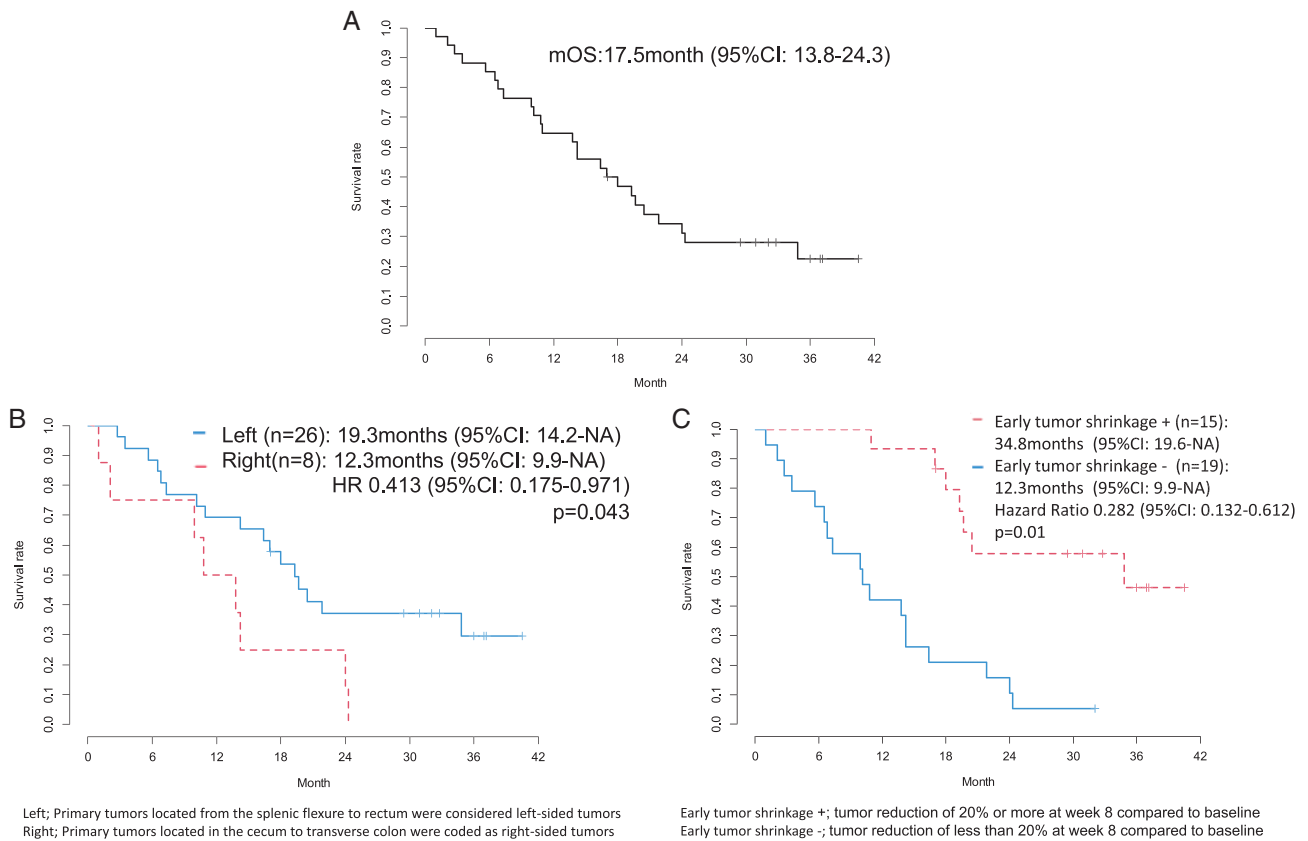 A
mOS:17.5month (95%CI: 13.8-24.3)
Survival rate
1.0
0.9
0.8
0.7
0.6
0.5
0.4
0.3
0.2
0.1
0.0
0 6 12 18 24 30 36 42
Month
B
Left (n=26): 19.3months (95%CI: 14.2-NA)
Right(n=8): 12.3months (95%CI: 9.9-NA)
HR 0.413 (95%CI: 0.175-0.971)
p=0.043
Survival rate
1.0
0.9
0.8
0.7
0.6
0.5
0.4
0.3
0.2
0.1
0.0
0 6 12 18 24 30 36 42
Month
Left; Primary tumors located from the splenic flexure to rectum were considered left-sided tumors
Right; Primary tumors located in the cecum to transverse colon were coded as right-sided tumors
C
Early tumor shrinkage + (n=15):
34.8months (95%CI: 19.6-NA)
Early tumor shrinkage - (n=19):
12.3months (95%CI: 9.9-NA)
Hazard Ratio 0.282 (95%CI: 0.132-0.612)
p=0.01
Survival rate
1.0
0.9
0.8
0.7
0.6
0.5
0.4
0.3
0.2
0.1
0.0
0 6 12 18 24 30 36 42
Month
Early tumor shrinkage +; tumor reduction of 20% or more at week 8 compared to baseline
Early tumor shrinkage -; tumor reduction of less than 20% at week 8 compared to baseline